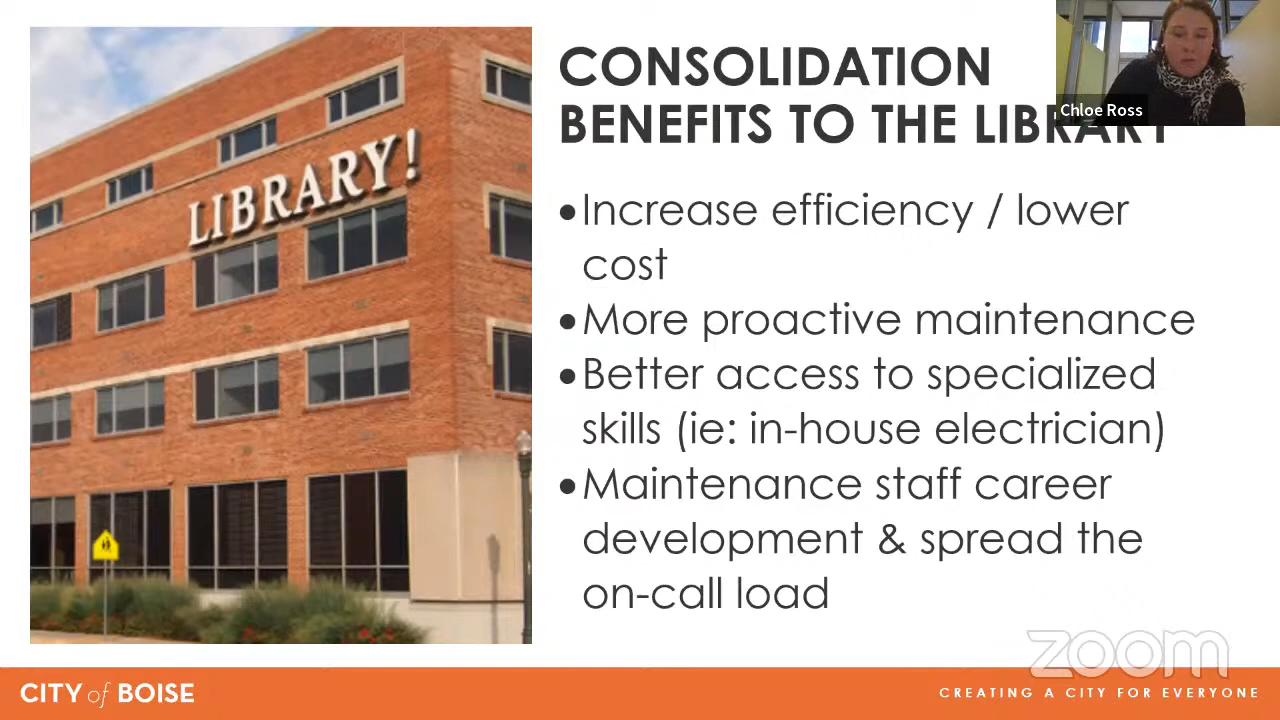 LIBRARY!
CONSOLIDATION
BENEFITS TO THE LIBRARY
Chloe Ross
•Increase efficiency / lower
cost
•More proactive maintenance
•Better access to specialized
skills (ie: in-house electrician)
•Maintenance staff career
development & spread the
on-call load
zoom
CITY of BOISE
CREATING A CITY FOR EVERYONE